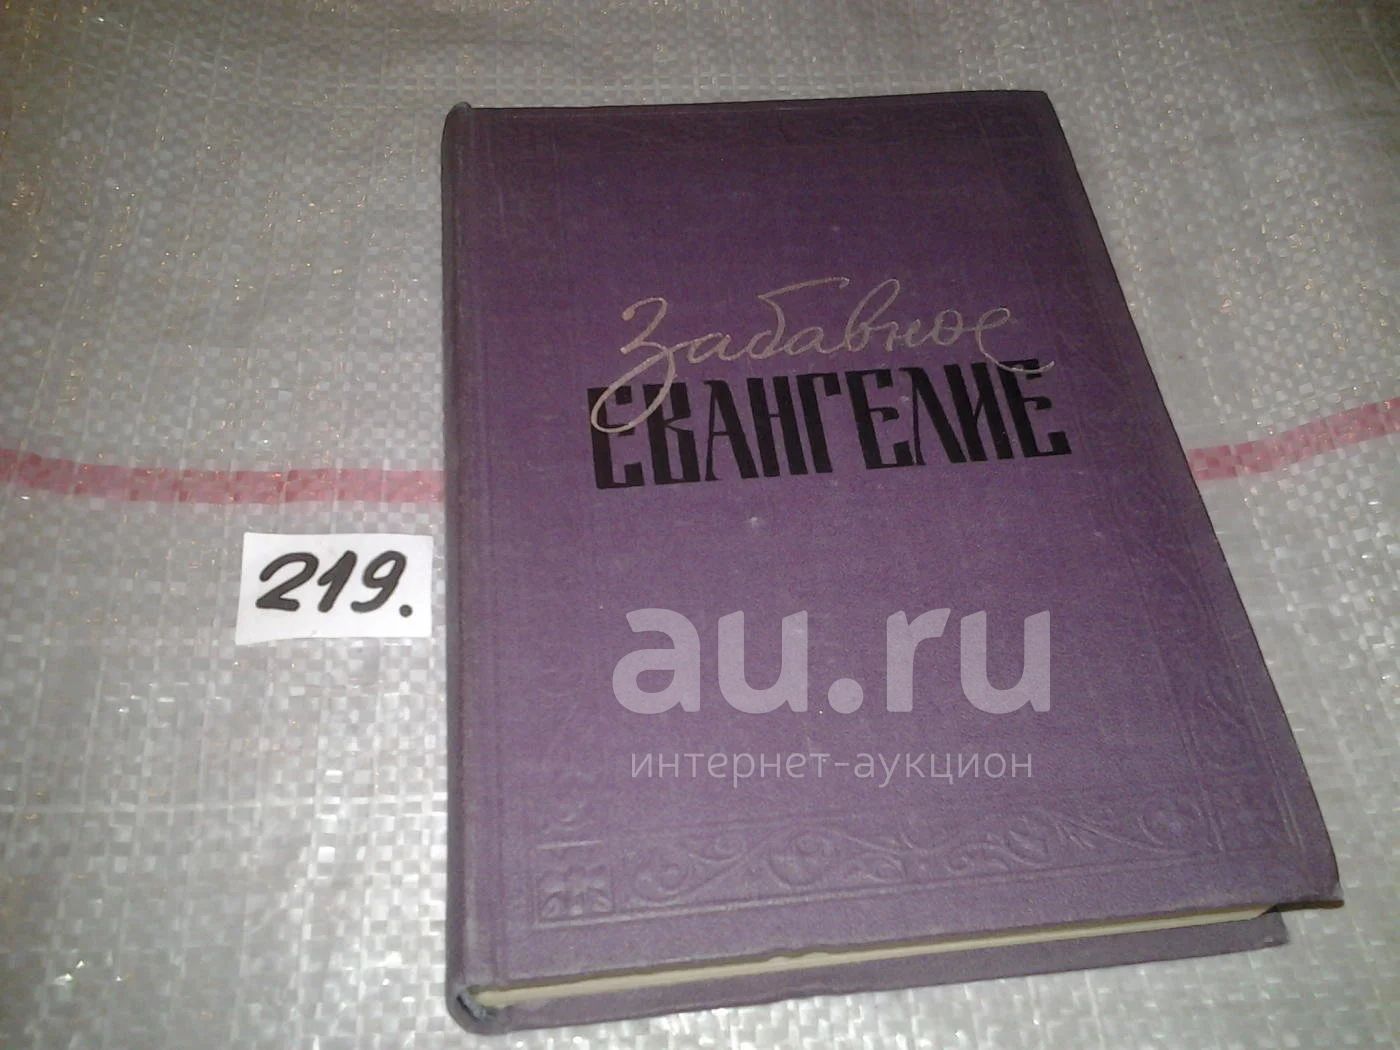 Забавное
ЕВАНГЕЛИЕ
219.
au.ru
интернет-аукцион